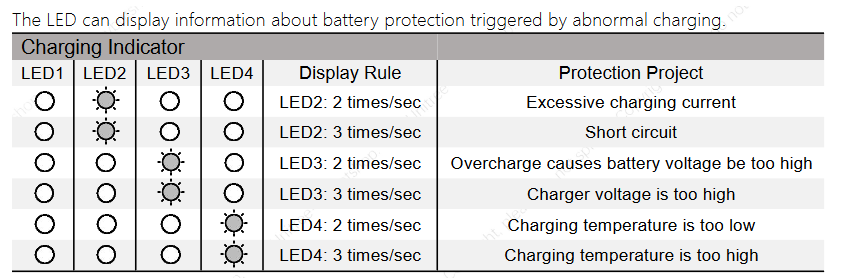 The LED can display information about battery protection triggered by abnormal charging.
Charging Indicator
LED1 LED2 LED3 LED4 Display Rule Protection Project
LED2: 2 times/sec Excessive charging current
LED2: 3 times/sec Short circuit
LED3: 2 times/sec Overcharge causes battery voltage be too high
LED3: 3 times/sec Charger voltage is too high
LED4: 2 times/sec Charging temperature is too low
LED4: 3 times/sec Charging temperature is too high